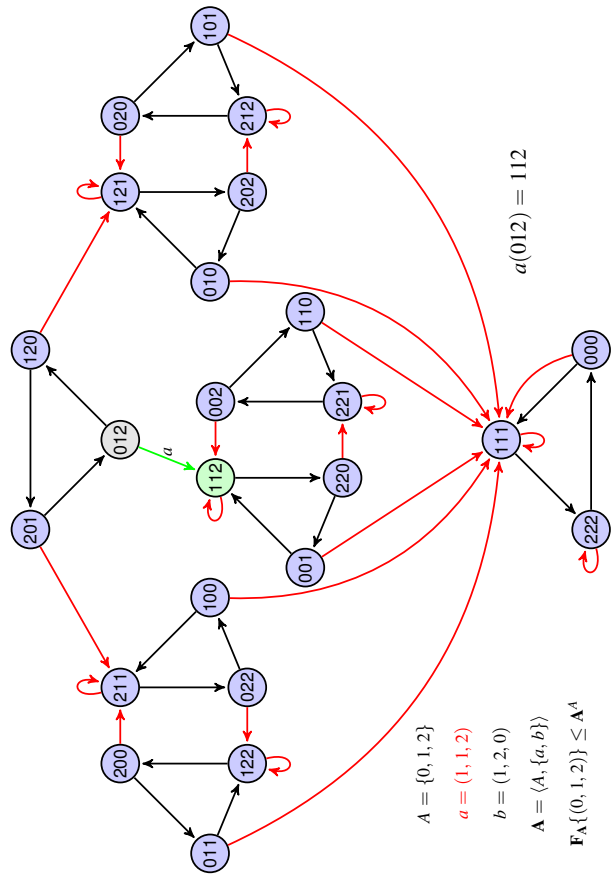 201 120
200 211 012 121 020
a
011 100 112 002 010 101
122 022 202 212
001 110
220 221
A = {0, 1, 2}
a = (1, 1, 2)
b = (1, 2, 0)
111
a(012) = 112
A = ⟨A, {a, b}⟩
F_A{(0, 1, 2)} ≤ A^A
222 000